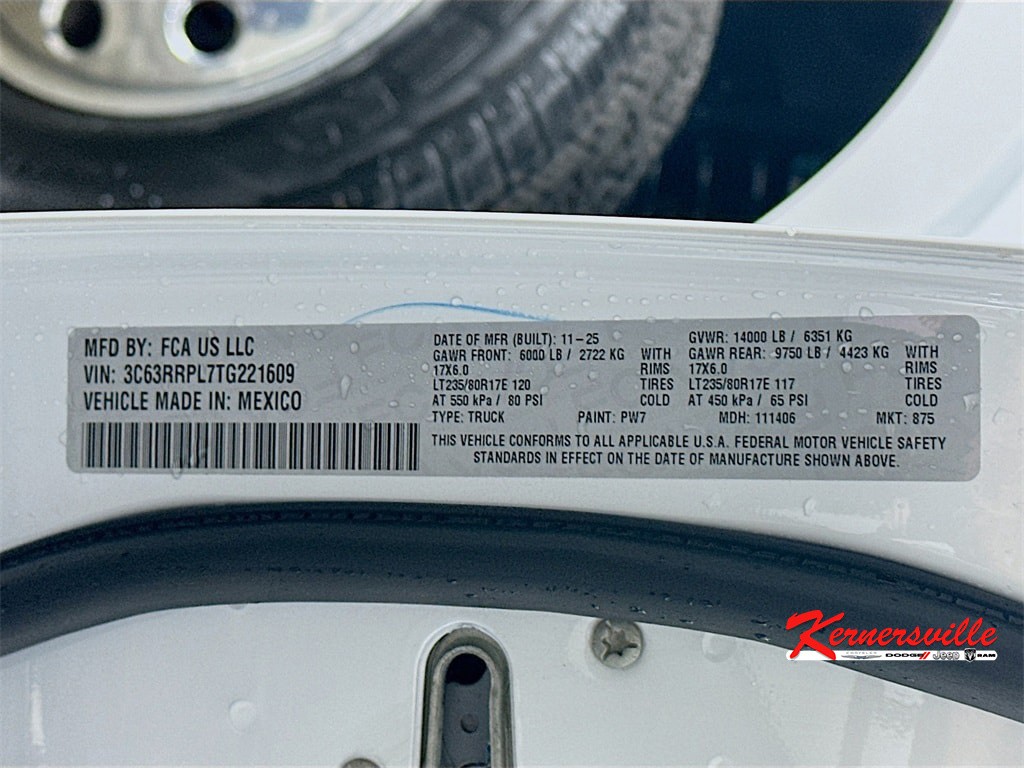 MFD BY: FCA US LLC
VIN: 3C63RRPL7TG221609
VEHICLE MADE IN: MEXICO
DATE OF MFR (BUILT): 11-25
GAWR FRONT: 6000 LB / 2722 KG WITH
17X6.0 RIMS
LT235/80R17E 120 TIRES
AT 550 kPa / 80 PSI COLD
TYPE: TRUCK PAINT: PW7
GVWR: 14000 LB / 6351 KG
GAWR REAR: 9750 LB / 4423 KG WITH
17X6.0 RIMS
LT235/80R17E 117 TIRES
AT 450 kPa / 65 PSI COLD
MDH: 111406 MKT: 875
THIS VEHICLE CONFORMS TO ALL APPLICABLE U.S.A. FEDERAL MOTOR VEHICLE SAFETY
STANDARDS IN EFFECT ON THE DATE OF MANUFACTURE SHOWN ABOVE.
Kernersville
CHRYSLER DODGE Jeep RAM